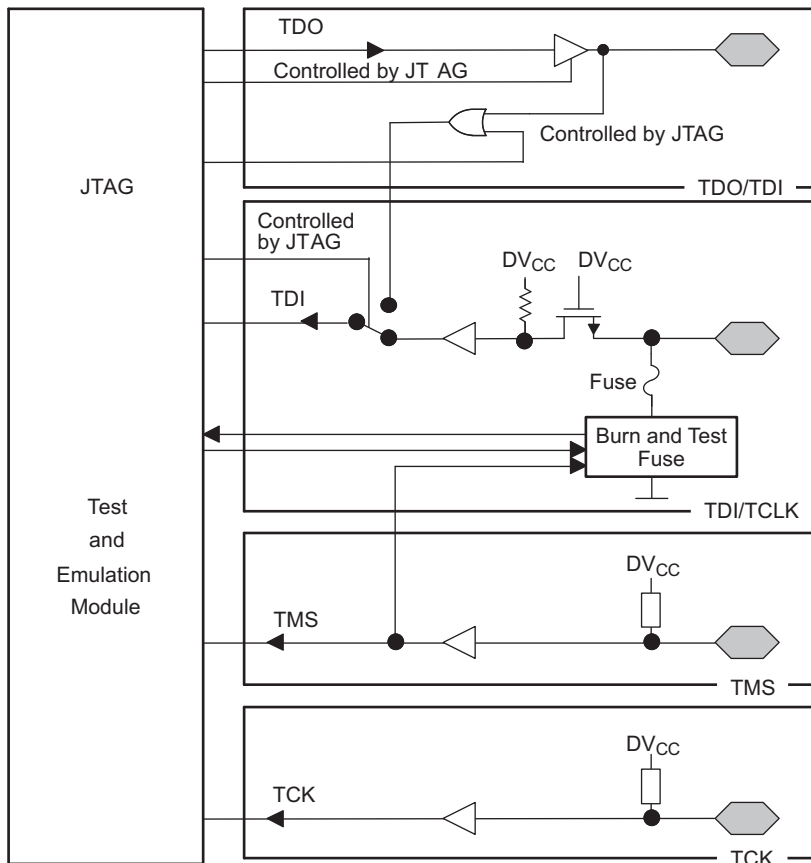 JTAG
Test
and
Emulation
Module
TDO
Controlled by JT AG
Controlled by JTAG
TDO/TDI
Controlled
by JTAG
TDI
DVCC
DVCC
Fuse
Burn and Test
Fuse
TDI/TCLK
TMS
DVCC
TMS
TCK
DVCC
TCK